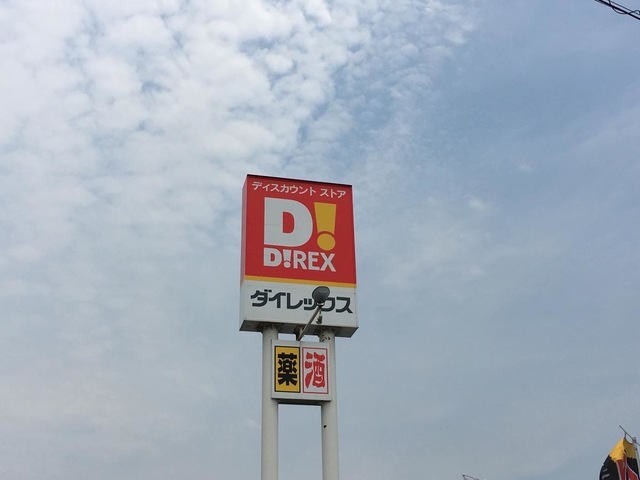 ディスカウント ストア
D!
D!REX
ダイレックス
薬 酒